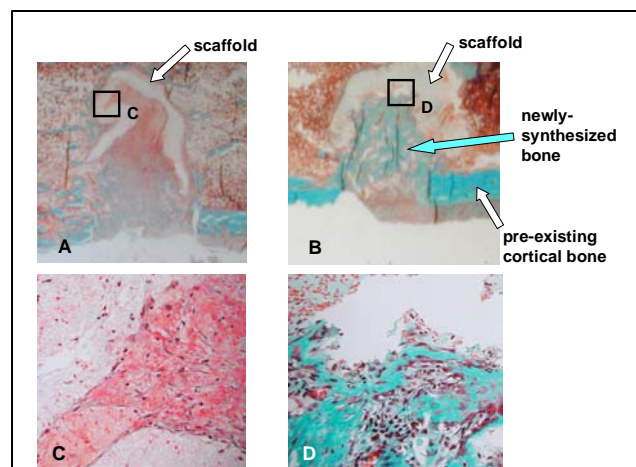 scaffold
scaffold
C
D
newly-
synthesized
bone
A
B
pre-existing
cortical bone
C
D